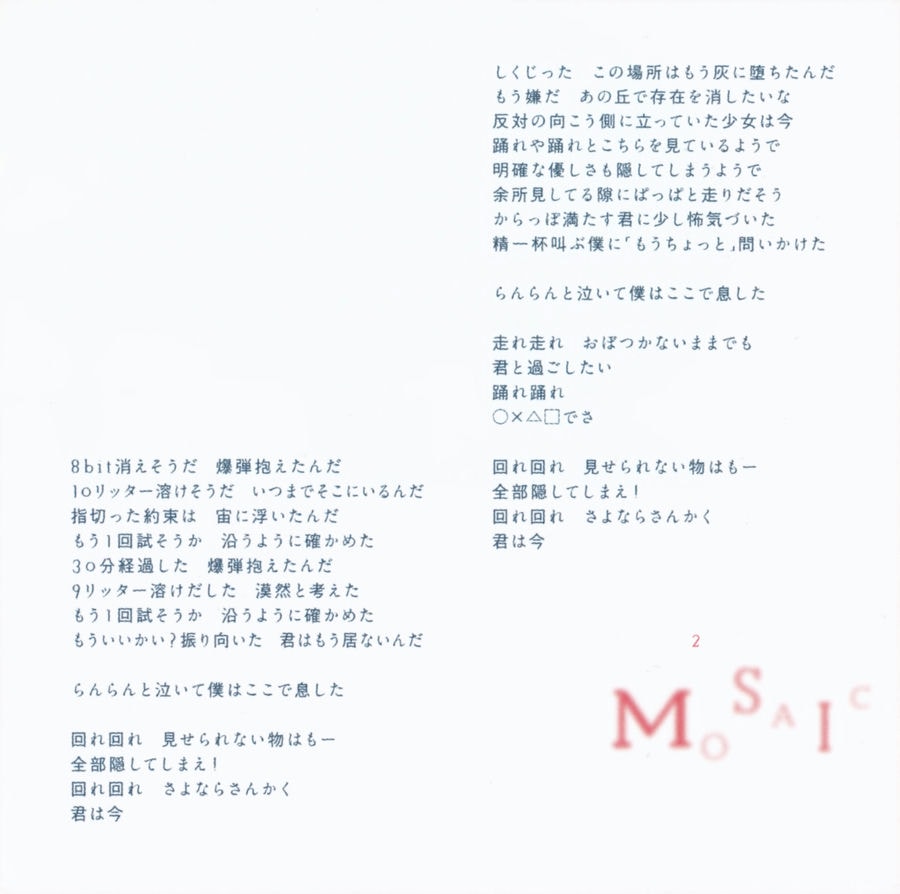 8bit消えそうだ　爆弾抱えたんだ
10リッター溶けそうだ　いつまでそこにいるんだ
指切った約束は　宙に浮いたんだ
もう1回試そうか　沿うように確かめた
30分経過した　爆弾抱えたんだ
9リッター溶けだした　漠然と考えた
もう1回試そうか　沿うように確かめた
もういいかい?振り向いた　君はもう居ないんだ
らんらんと泣いて僕はここで息した
回れ回れ　見せられない物はもー
全部隠してしまえ!
回れ回れ　さよならさんかく
君は今
しくじった　この場所はもう灰に堕ちたんだ
もう嫌だ　あの丘で存在を消したいな
反対の向こう側に立っていた少女は今
踊れや踊れとこちらを見ているようで
明確な優しさも隠してしまうようで
余所見してる隙にぱっぱと走りだそう
からっぽ満たす君に少し怖気づいた
精一杯叫ぶ僕に「もうちょっと」問いかけた
らんらんと泣いて僕はここで息した
走れ走れ　おぼつかないままでも
君と過ごしたい
踊れ踊れ
○×△□でさ
回れ回れ　見せられない物はもー
全部隠してしまえ!
回れ回れ　さよならさんかく
君は今
2
MOSAIC